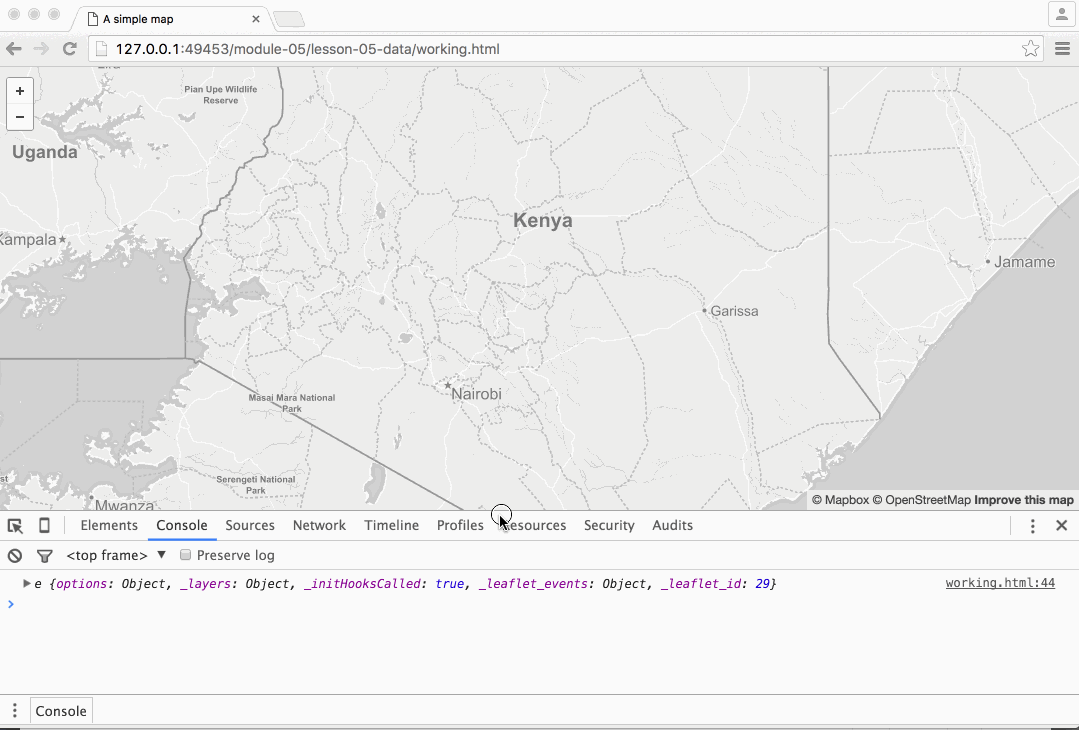 A simple map
127.0.0.1:49453/module-05/lesson-05-data/working.html
+
−
Pian Upe Wildlife
Reserve
Uganda
Kenya
Kampala
Jamame
Garissa
Nairobi
Masai Mara National
Park
Serengeti National
Park
st
Mwanza
© Mapbox © OpenStreetMap Improve this map
Elements Console Sources Network Timeline Profiles Resources Security Audits
<top frame> Preserve log
e {options: Object, _layers: Object, _initHooksCalled: true, _leaflet_events: Object, _leaflet_id: 29} working.html:44
Console